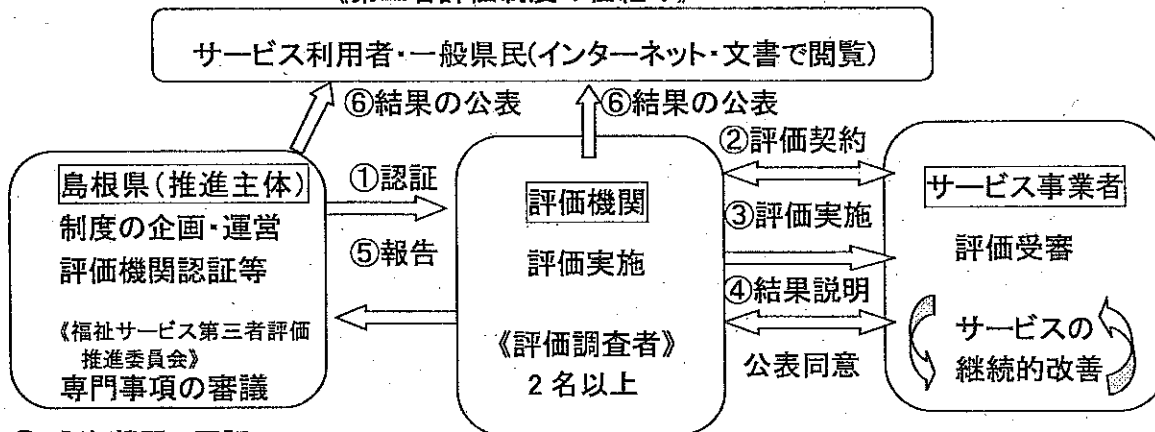 サービス利用者・一般県民(インターネット・文書で閲覧)
⑥結果の公表
⑥結果の公表
島根県(推進主体)
制度の企画・運営
評価機関認証等
《福祉サービス第三者評価
推進委員会》
専門事項の審議
①認証
⑤報告
評価機関
評価実施
《評価調査者》
2名以上
②評価契約
③評価実施
④結果説明
公表同意
サービス事業者
評価受審
サービスの
継続的改善